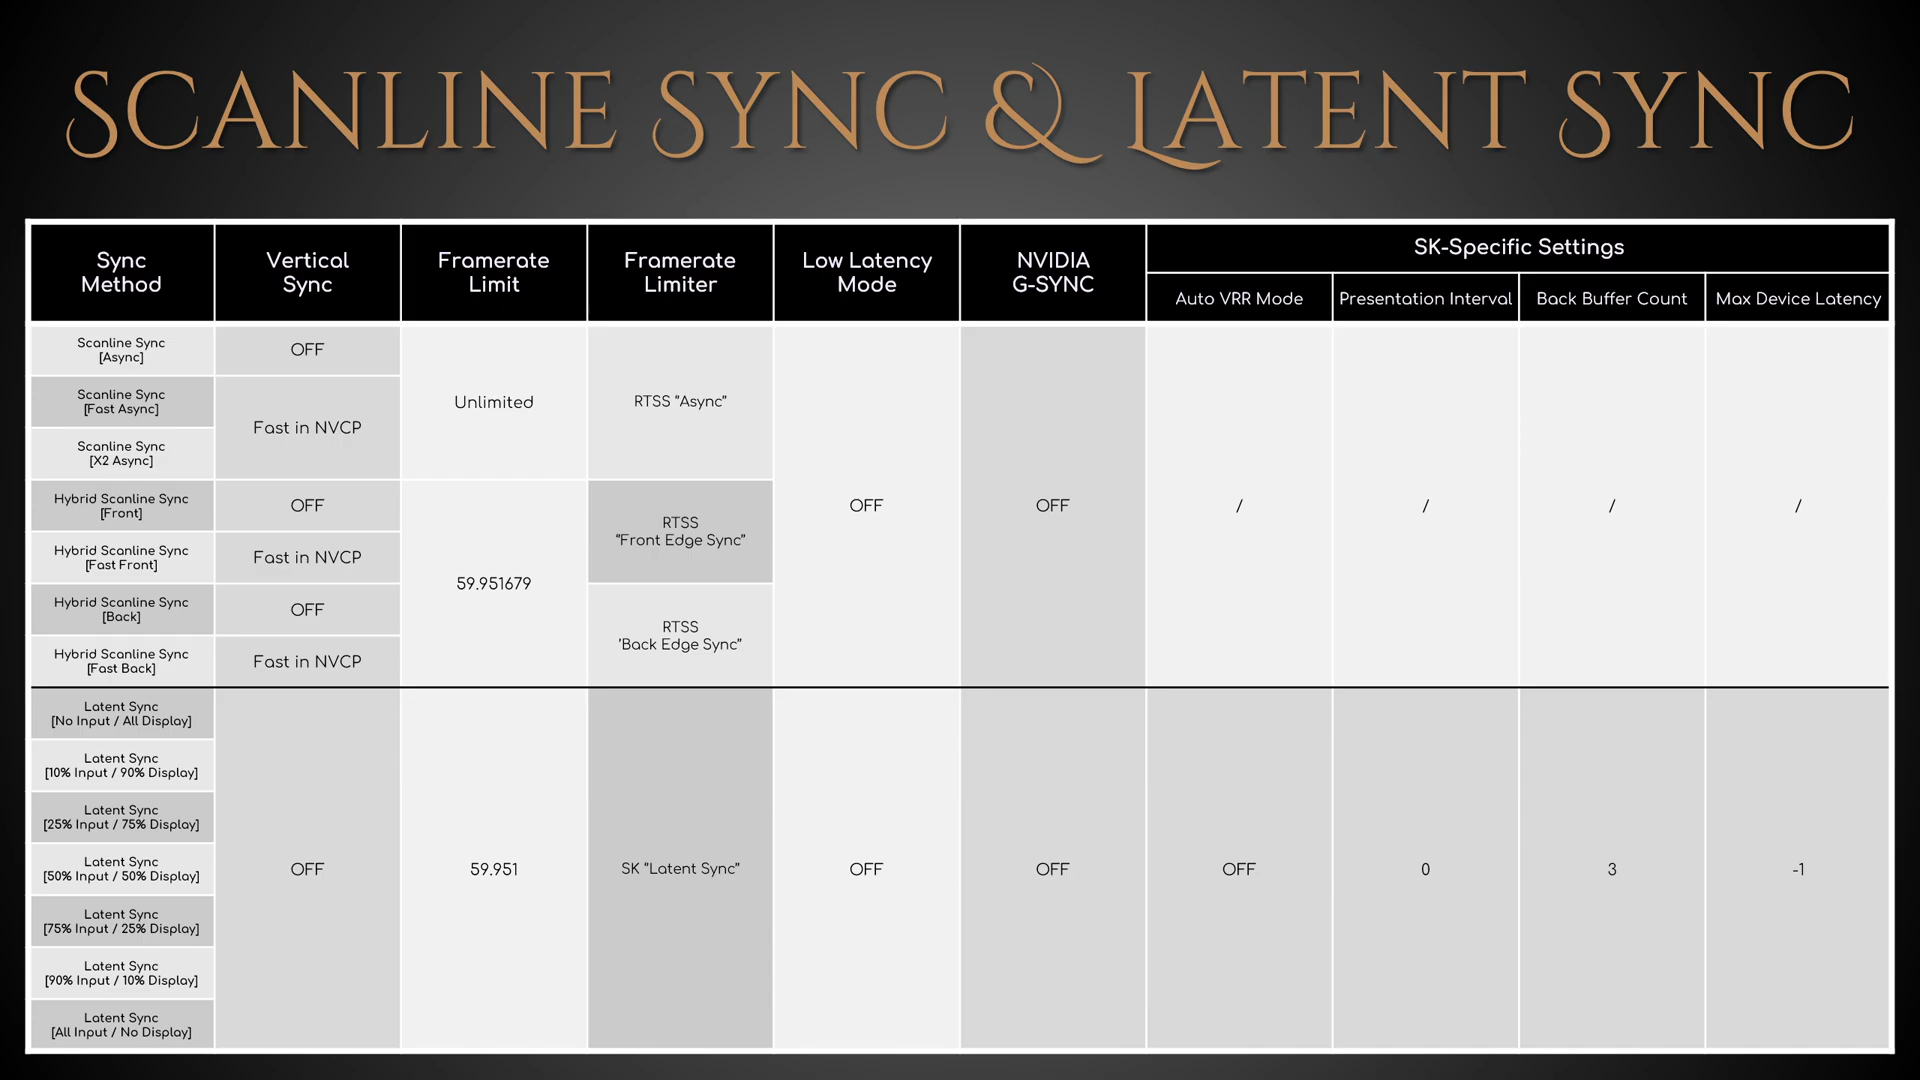 SCANLINE SYNC & LATENT SYNC
Sync
Method
Vertical
Sync
Framerate
Limit
Framerate
Limiter
Low Latency
Mode
NVIDIA
G-SYNC
SK-Specific Settings
Auto VRR Mode
Presentation Interval
Back Buffer Count
Max Device Latency
Scanline Sync
[Async]
OFF
Unlimited
RTSS "Async"
OFF
OFF
/
/
/
/
Scanline Sync
[Fast Async]
Fast in NVCP
Scanline Sync
[X2 Async]
Hybrid Scanline Sync
[Front]
OFF
59.951679
RTSS
"Front Edge Sync"
Hybrid Scanline Sync
[Fast Front]
Fast in NVCP
Hybrid Scanline Sync
[Back]
OFF
RTSS
'Back Edge Sync"
Hybrid Scanline Sync
[Fast Back]
Fast in NVCP
Latent Sync
[No Input / All Display]
OFF
59.951
SK "Latent Sync"
OFF
OFF
OFF
0
3
-1
Latent Sync
[10% Input / 90% Display]
Latent Sync
[25% Input / 75% Display]
Latent Sync
[50% Input / 50% Display]
Latent Sync
[75% Input / 25% Display]
Latent Sync
[90% Input / 10% Display]
Latent Sync
[All Input / No Display]